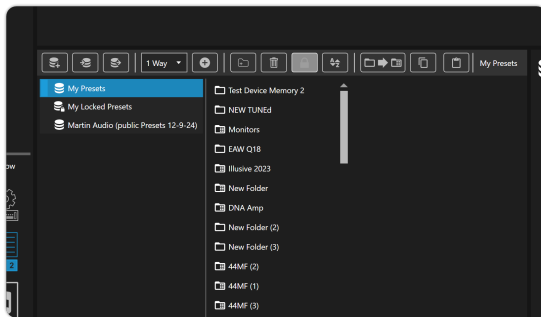 1 Way
My Presets
My Presets
My Locked Presets
Martin Audio (public Presets 12-9-24)
Test Device Memory 2
NEW TUNEd
Monitors
EAW Q18
Illusive 2023
New Folder
DNA Amp
New Folder (2)
New Folder (3)
44MF (2)
44MF (1)
44MF (3)
ow
2